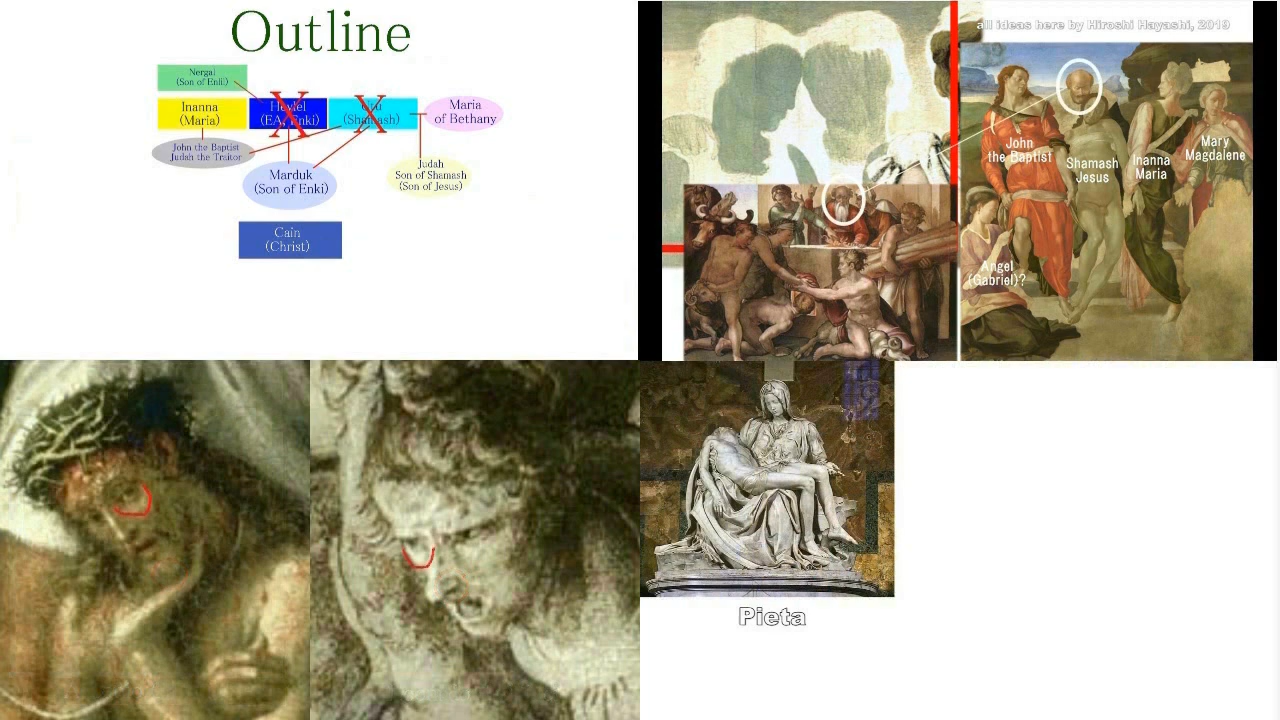 Outline
Nergal
(Son of Enki)
Inanna
(Maria)
(EA, Enki)
(Shamash)
Maria
of Bethany
John the Baptist
Judah the Traitor
Marduk
(Son of Enki)
Judah
Son of Shamash
(Son of Jesus)
Cain
(Christ)
all ideas here by Hiroshi Hayashi, 2019
John
the Baptist
Shamash
Jesus
Inanna
Maria
Mary
Magdalene
Angel
(Gabriel)?
Pieta